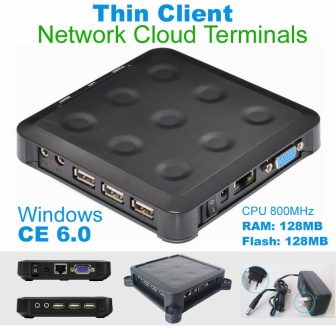 Thin Client
Network Cloud Terminals
Windows
CE 6.0
CPU 800MHz
RAM: 128MB
Flash: 128MB